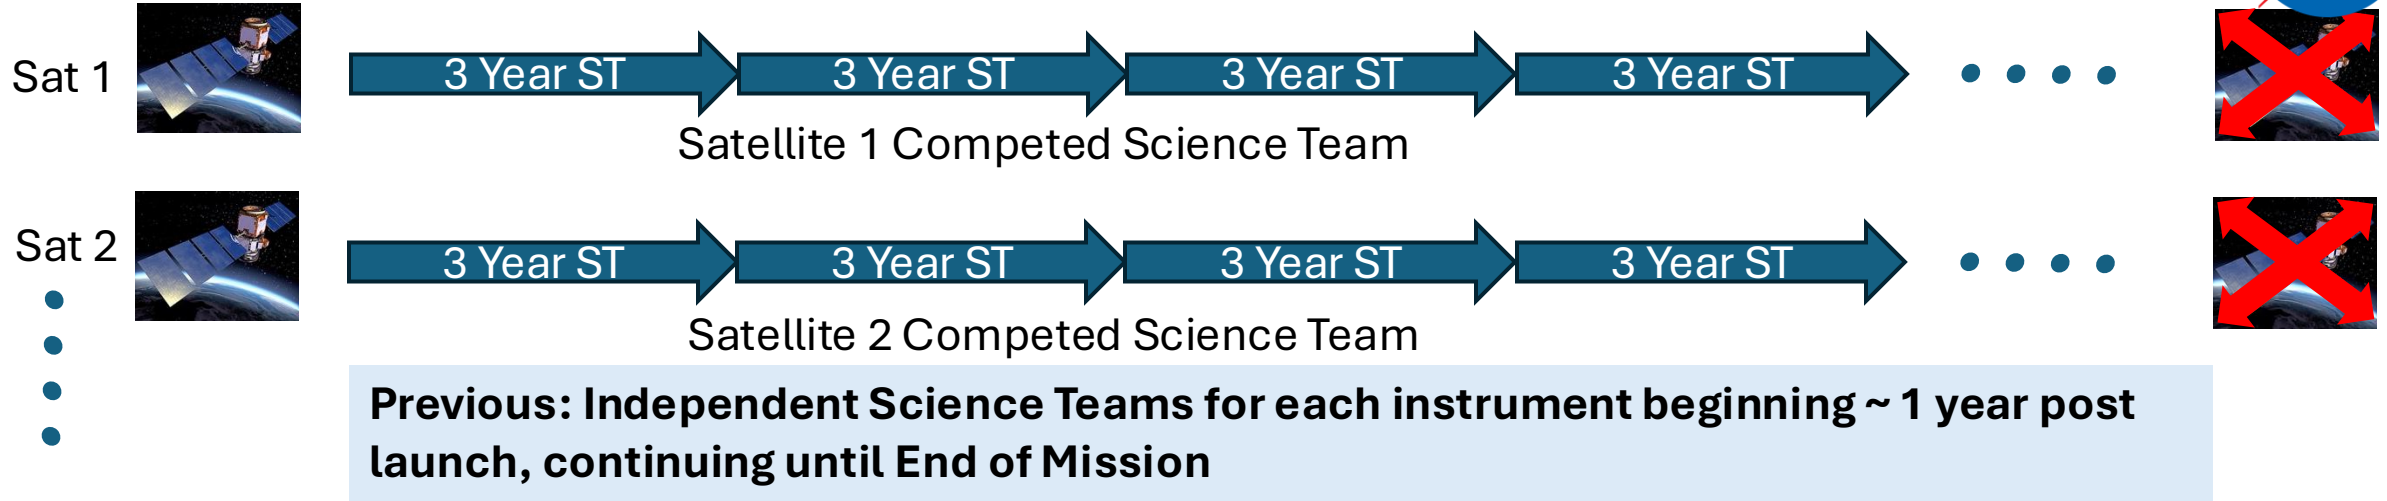 Sat 1
3 Year ST
3 Year ST
3 Year ST
3 Year ST
Satellite 1 Competed Science Team
Sat 2
3 Year ST
3 Year ST
3 Year ST
3 Year ST
Satellite 2 Competed Science Team
Previous: Independent Science Teams for each instrument beginning ~ 1 year post
launch, continuing until End of Mission